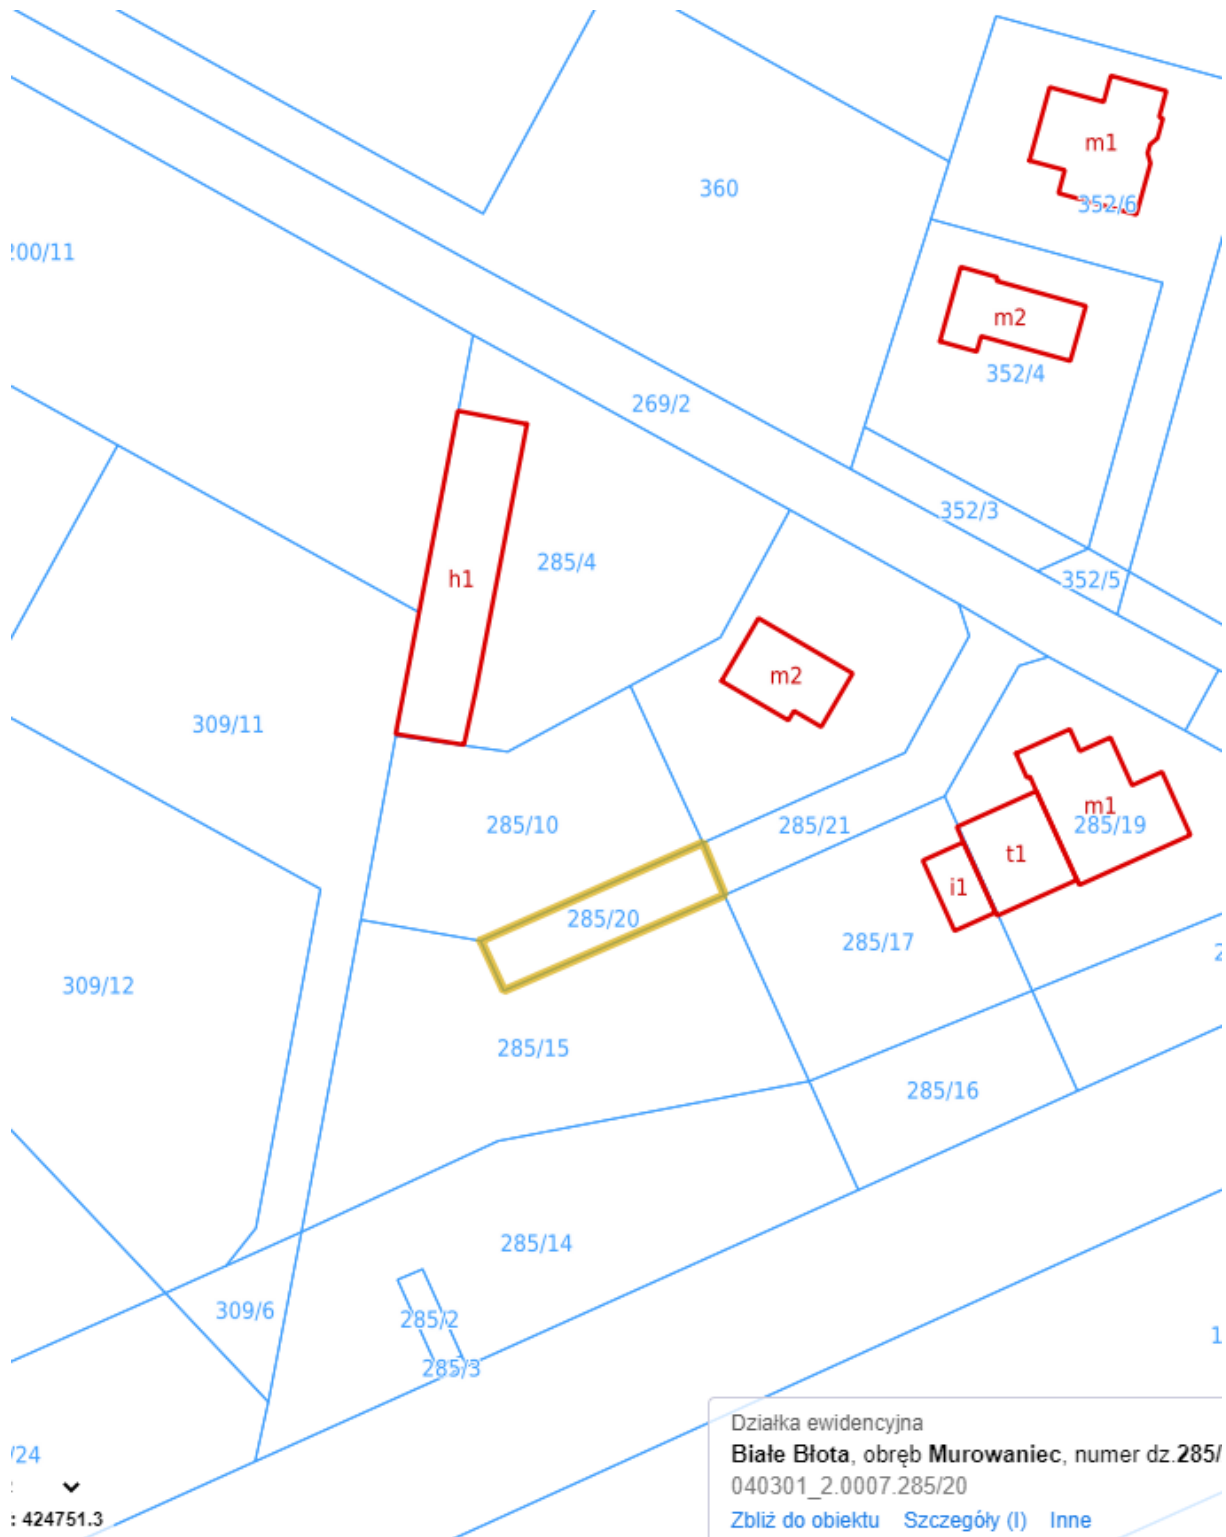 m1
360
352/6
200/11
m2
352/4
269/2
352/3
285/4
h1
352/5
m2
309/11
m1
285/10
285/21
285/19
t1
i1
285/20
285/17
309/12
285/15
285/16
285/14
309/6
285/2
285/3
/24
Działka ewidencyjna
Białe Błota, obręb Murowaniec, numer dz.285/
040301_2.0007.285/20
: 424751.3
Zbliż do obiektu Szczegóły (I) Inne